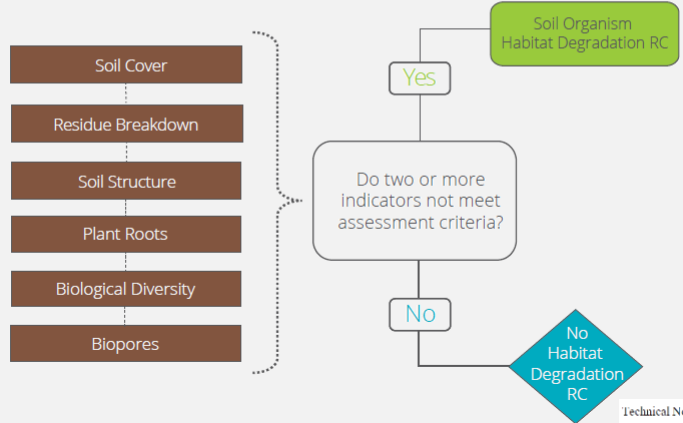 Soil Cover
Residue Breakdown
Soil Structure
Plant Roots
Biological Diversity
Biopores
Do two or more
indicators not meet
assessment criteria?
Yes
Soil Organism
Habitat Degradation RC
No
No
Habitat
Degradation
RC
Technical